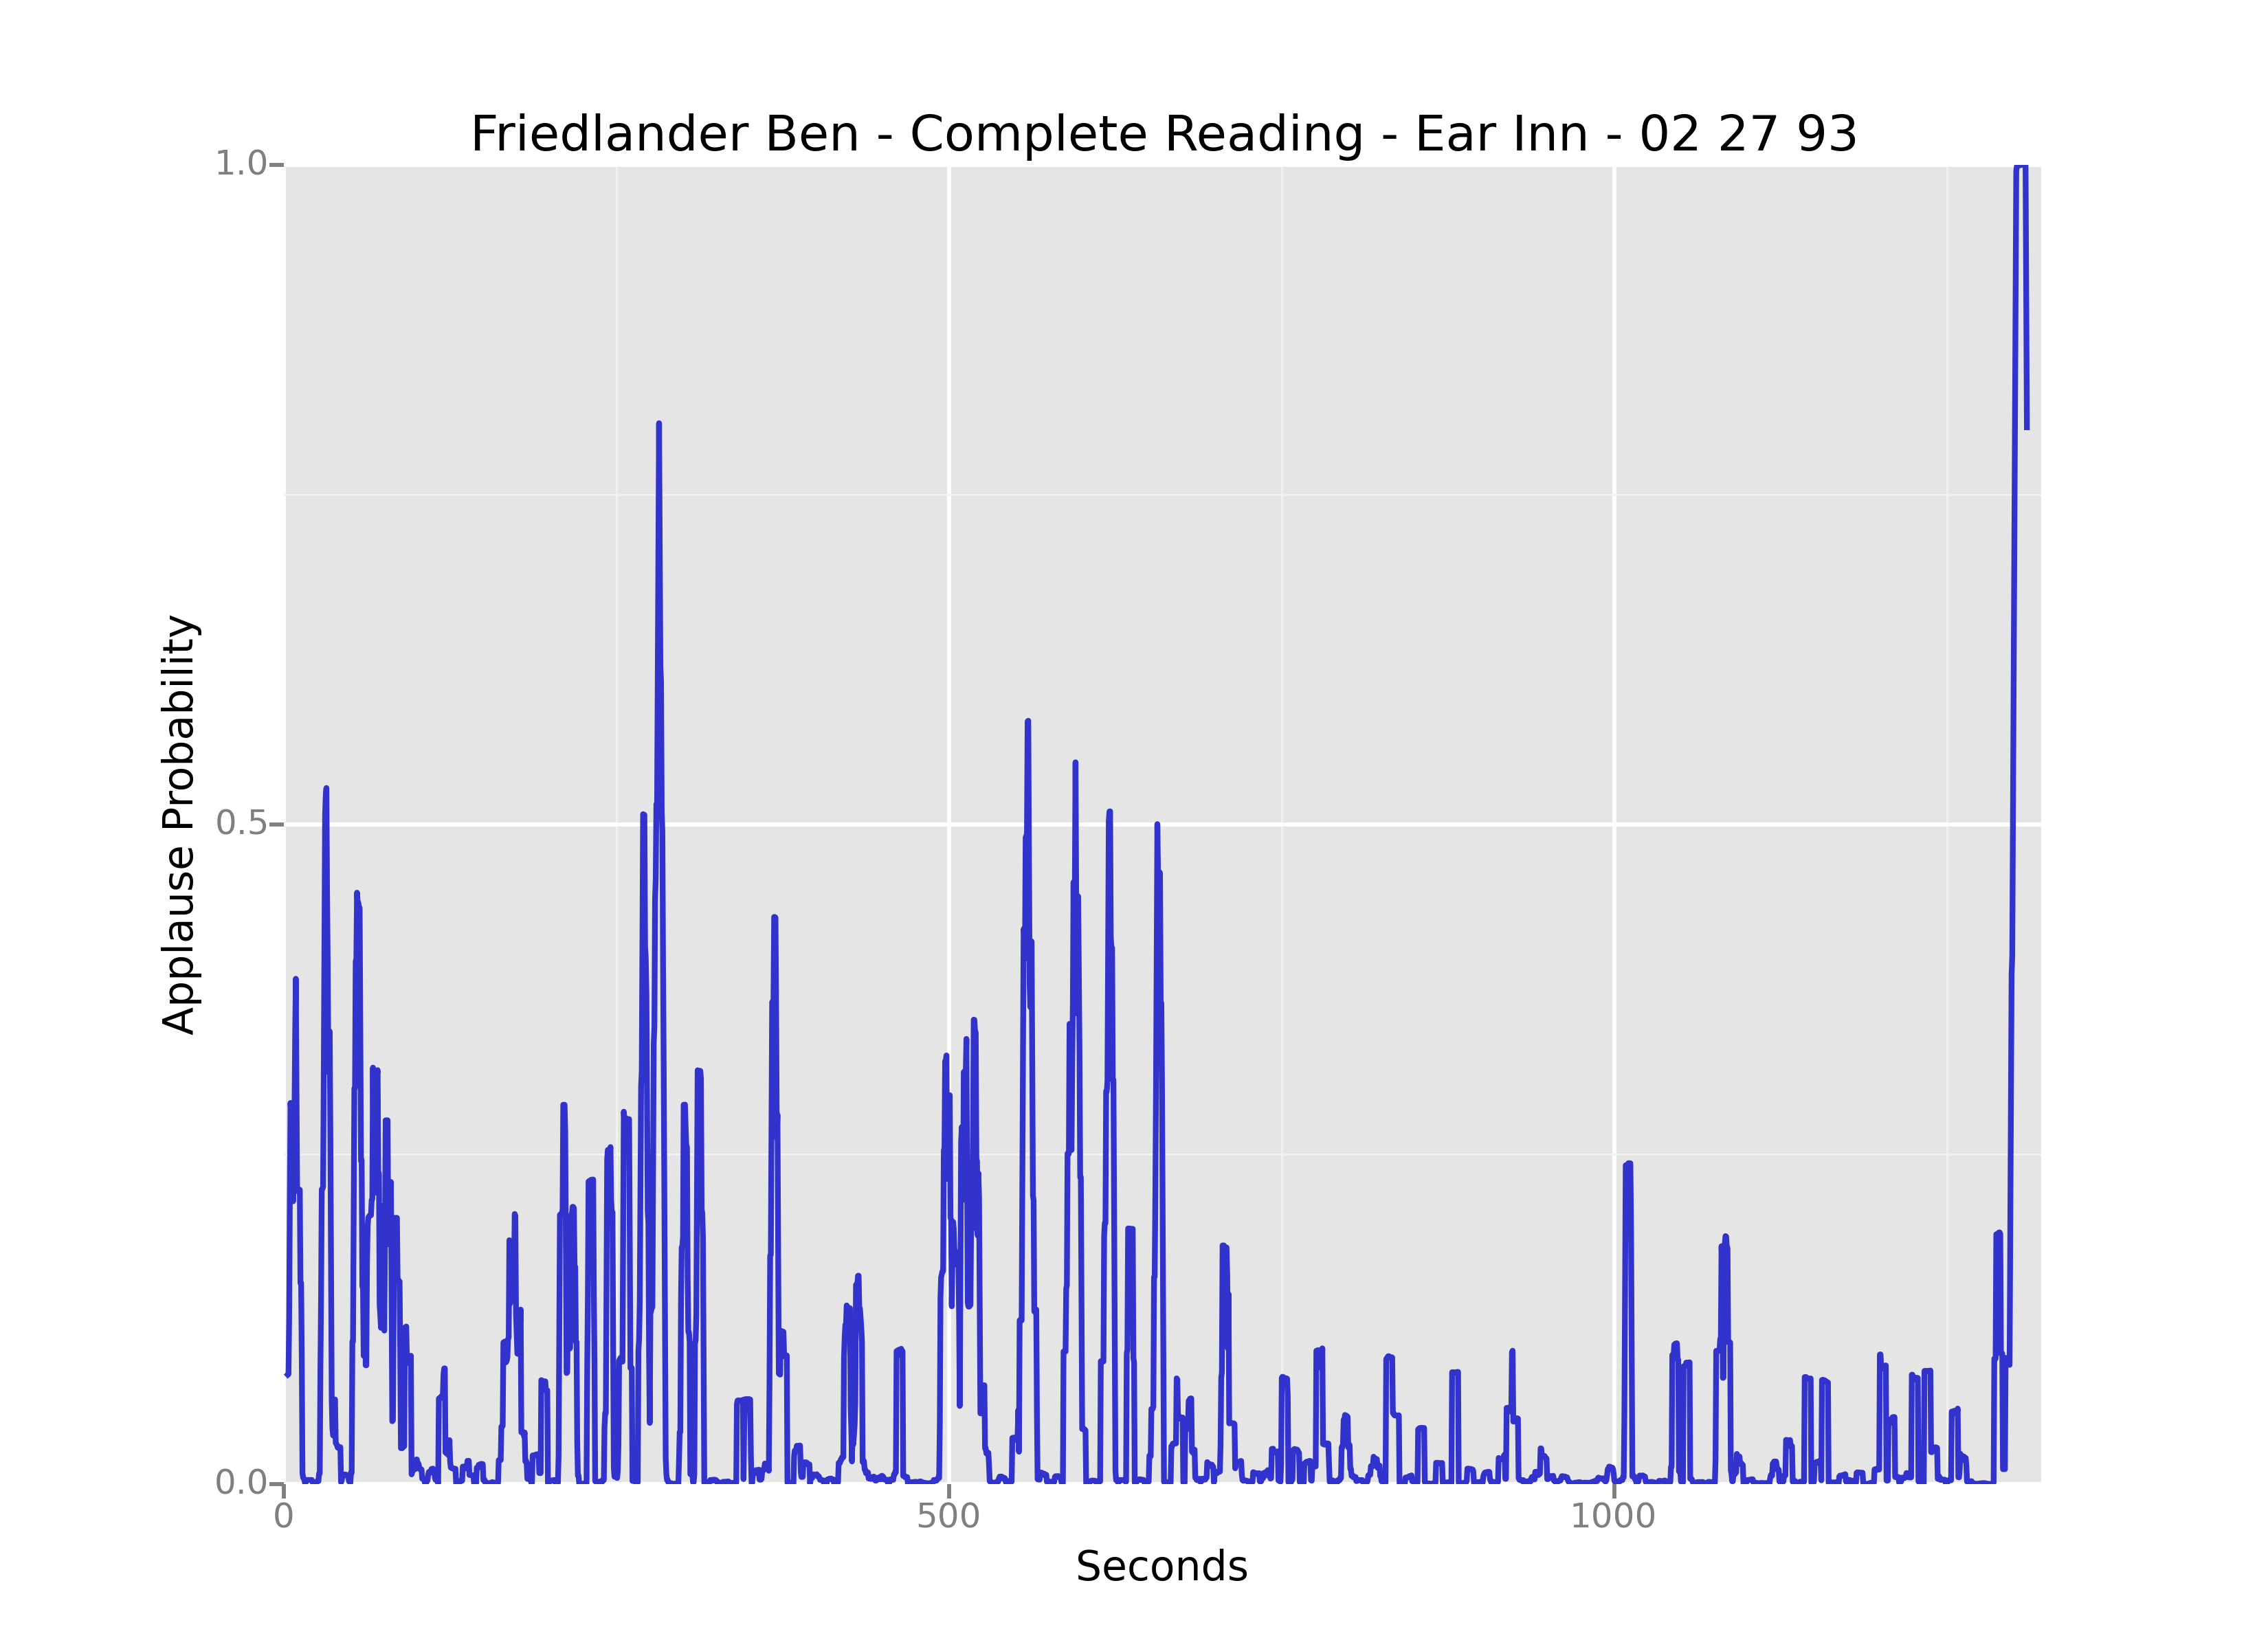 Friedlander Ben - Complete Reading - Ear Inn - 02 27 93
1.0
0.5
0.0
Applause Probability
0
500
1000
Seconds